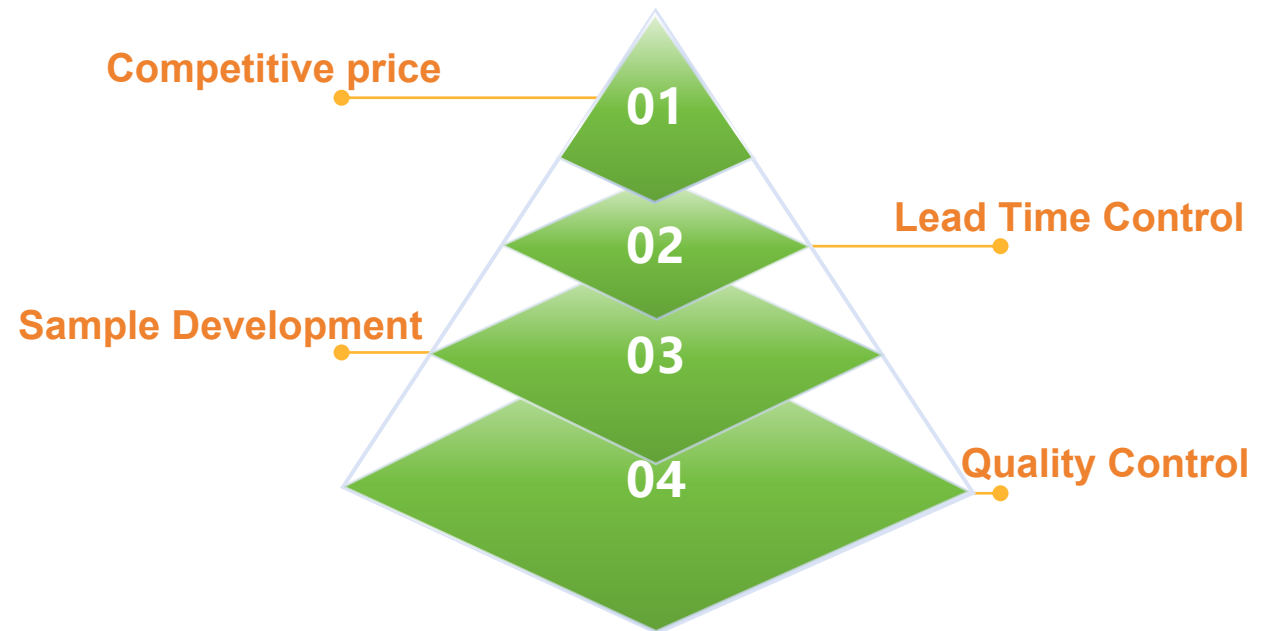 Competitive price
01
Lead Time Control
02
Sample Development
03
Quality Control
04